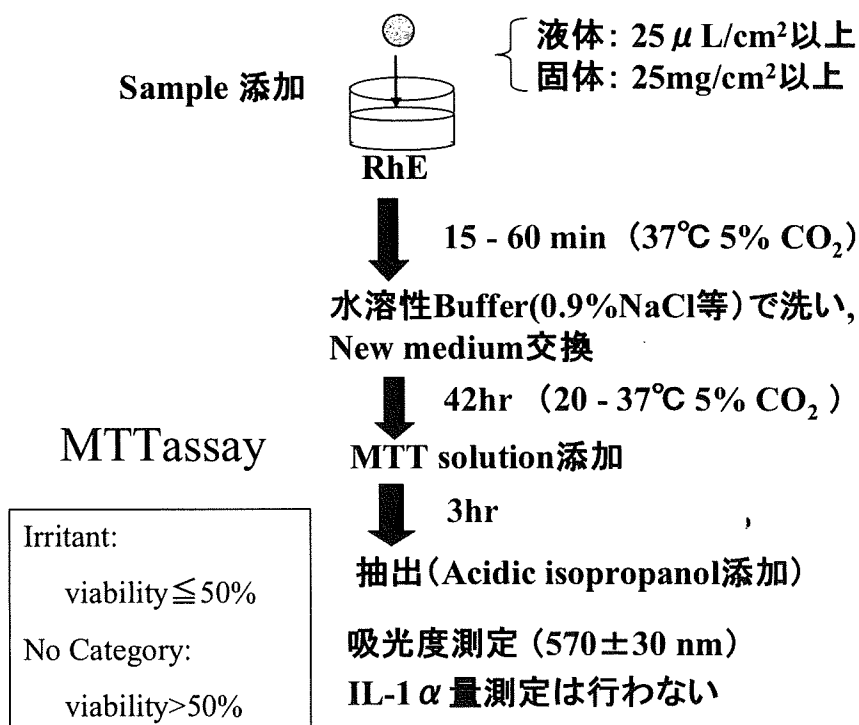 液体: 25μL/cm²以上
固体: 25mg/cm²以上
Sample 添加
RhE
15 - 60 min (37℃ 5% CO₂)
水溶性Buffer(0.9%NaCl等)で洗い,
New medium交換
42hr (20 - 37℃ 5% CO₂ )
MTTassay
MTT solution添加
3hr
抽出(Acidic isopropanol添加)
吸光度測定 (570±30 nm)
IL-1α量測定は行わない
Irritant:
viability≦50%
No Category:
viability>50%